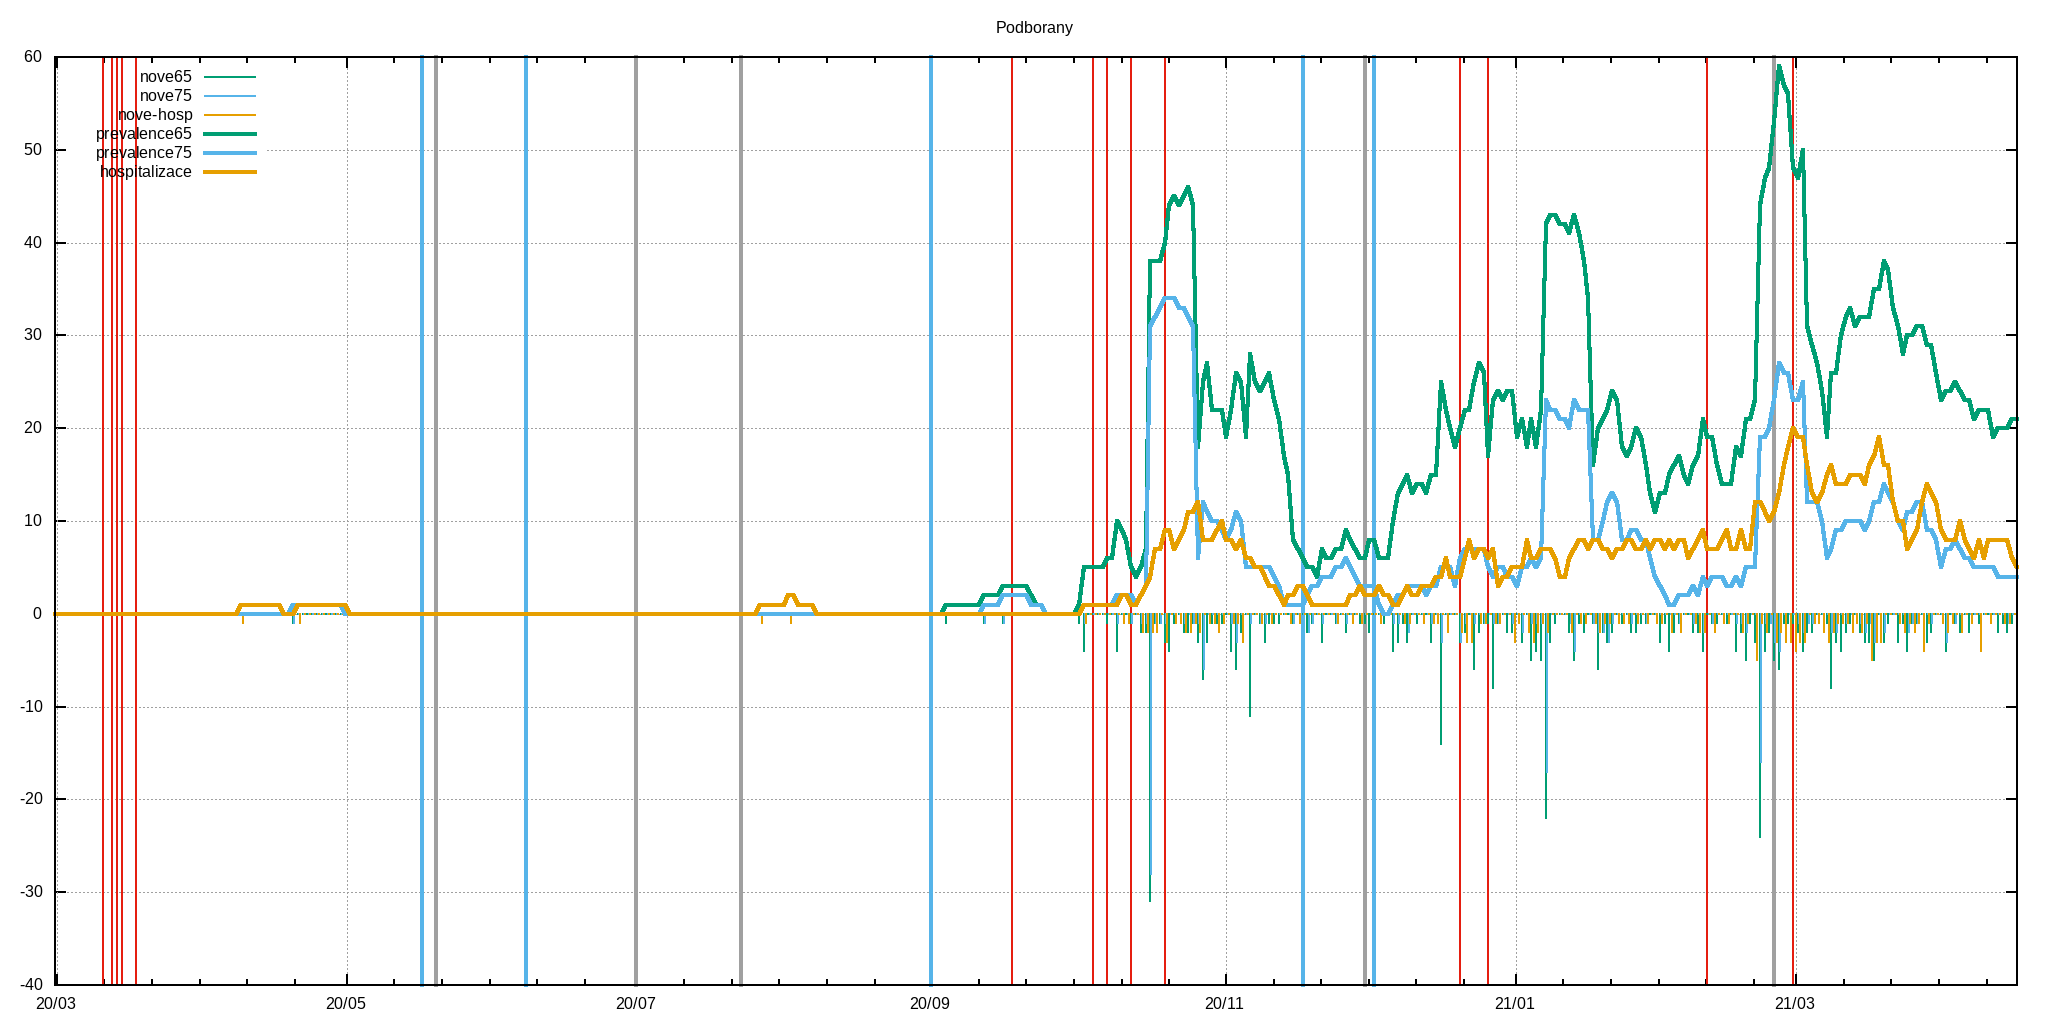 Podborany
60
nove65
nove75
nove-hosp
prevalence65
prevalence75
hospitalizace
50
40
30
20
10
0
-10
-20
-30
-40
20/03 20/05 20/07 20/09 20/11 21/01 21/03